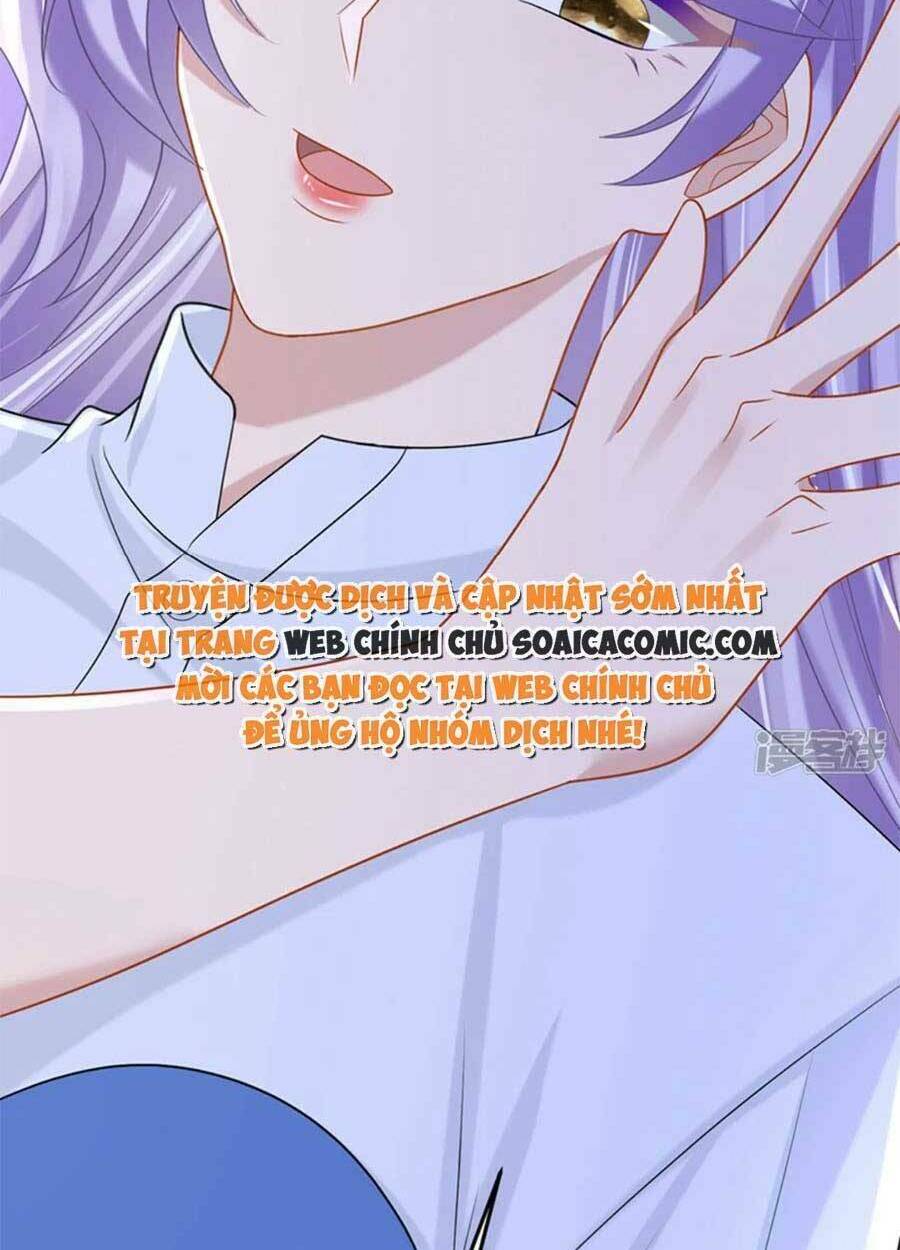 TRUYỆN ĐƯỢC DỊCH VÀ CẬP NHẬT SỚM NHẤT
TẠI TRANG WEB CHÍNH CHỦ SOAICACOMIC.COM
MỜI CÁC BẠN ĐỌC TẠI WEB CHÍNH CHỦ
ĐỂ ỦNG HỘ NHÓM DỊCH NHÉ!
漫客栈